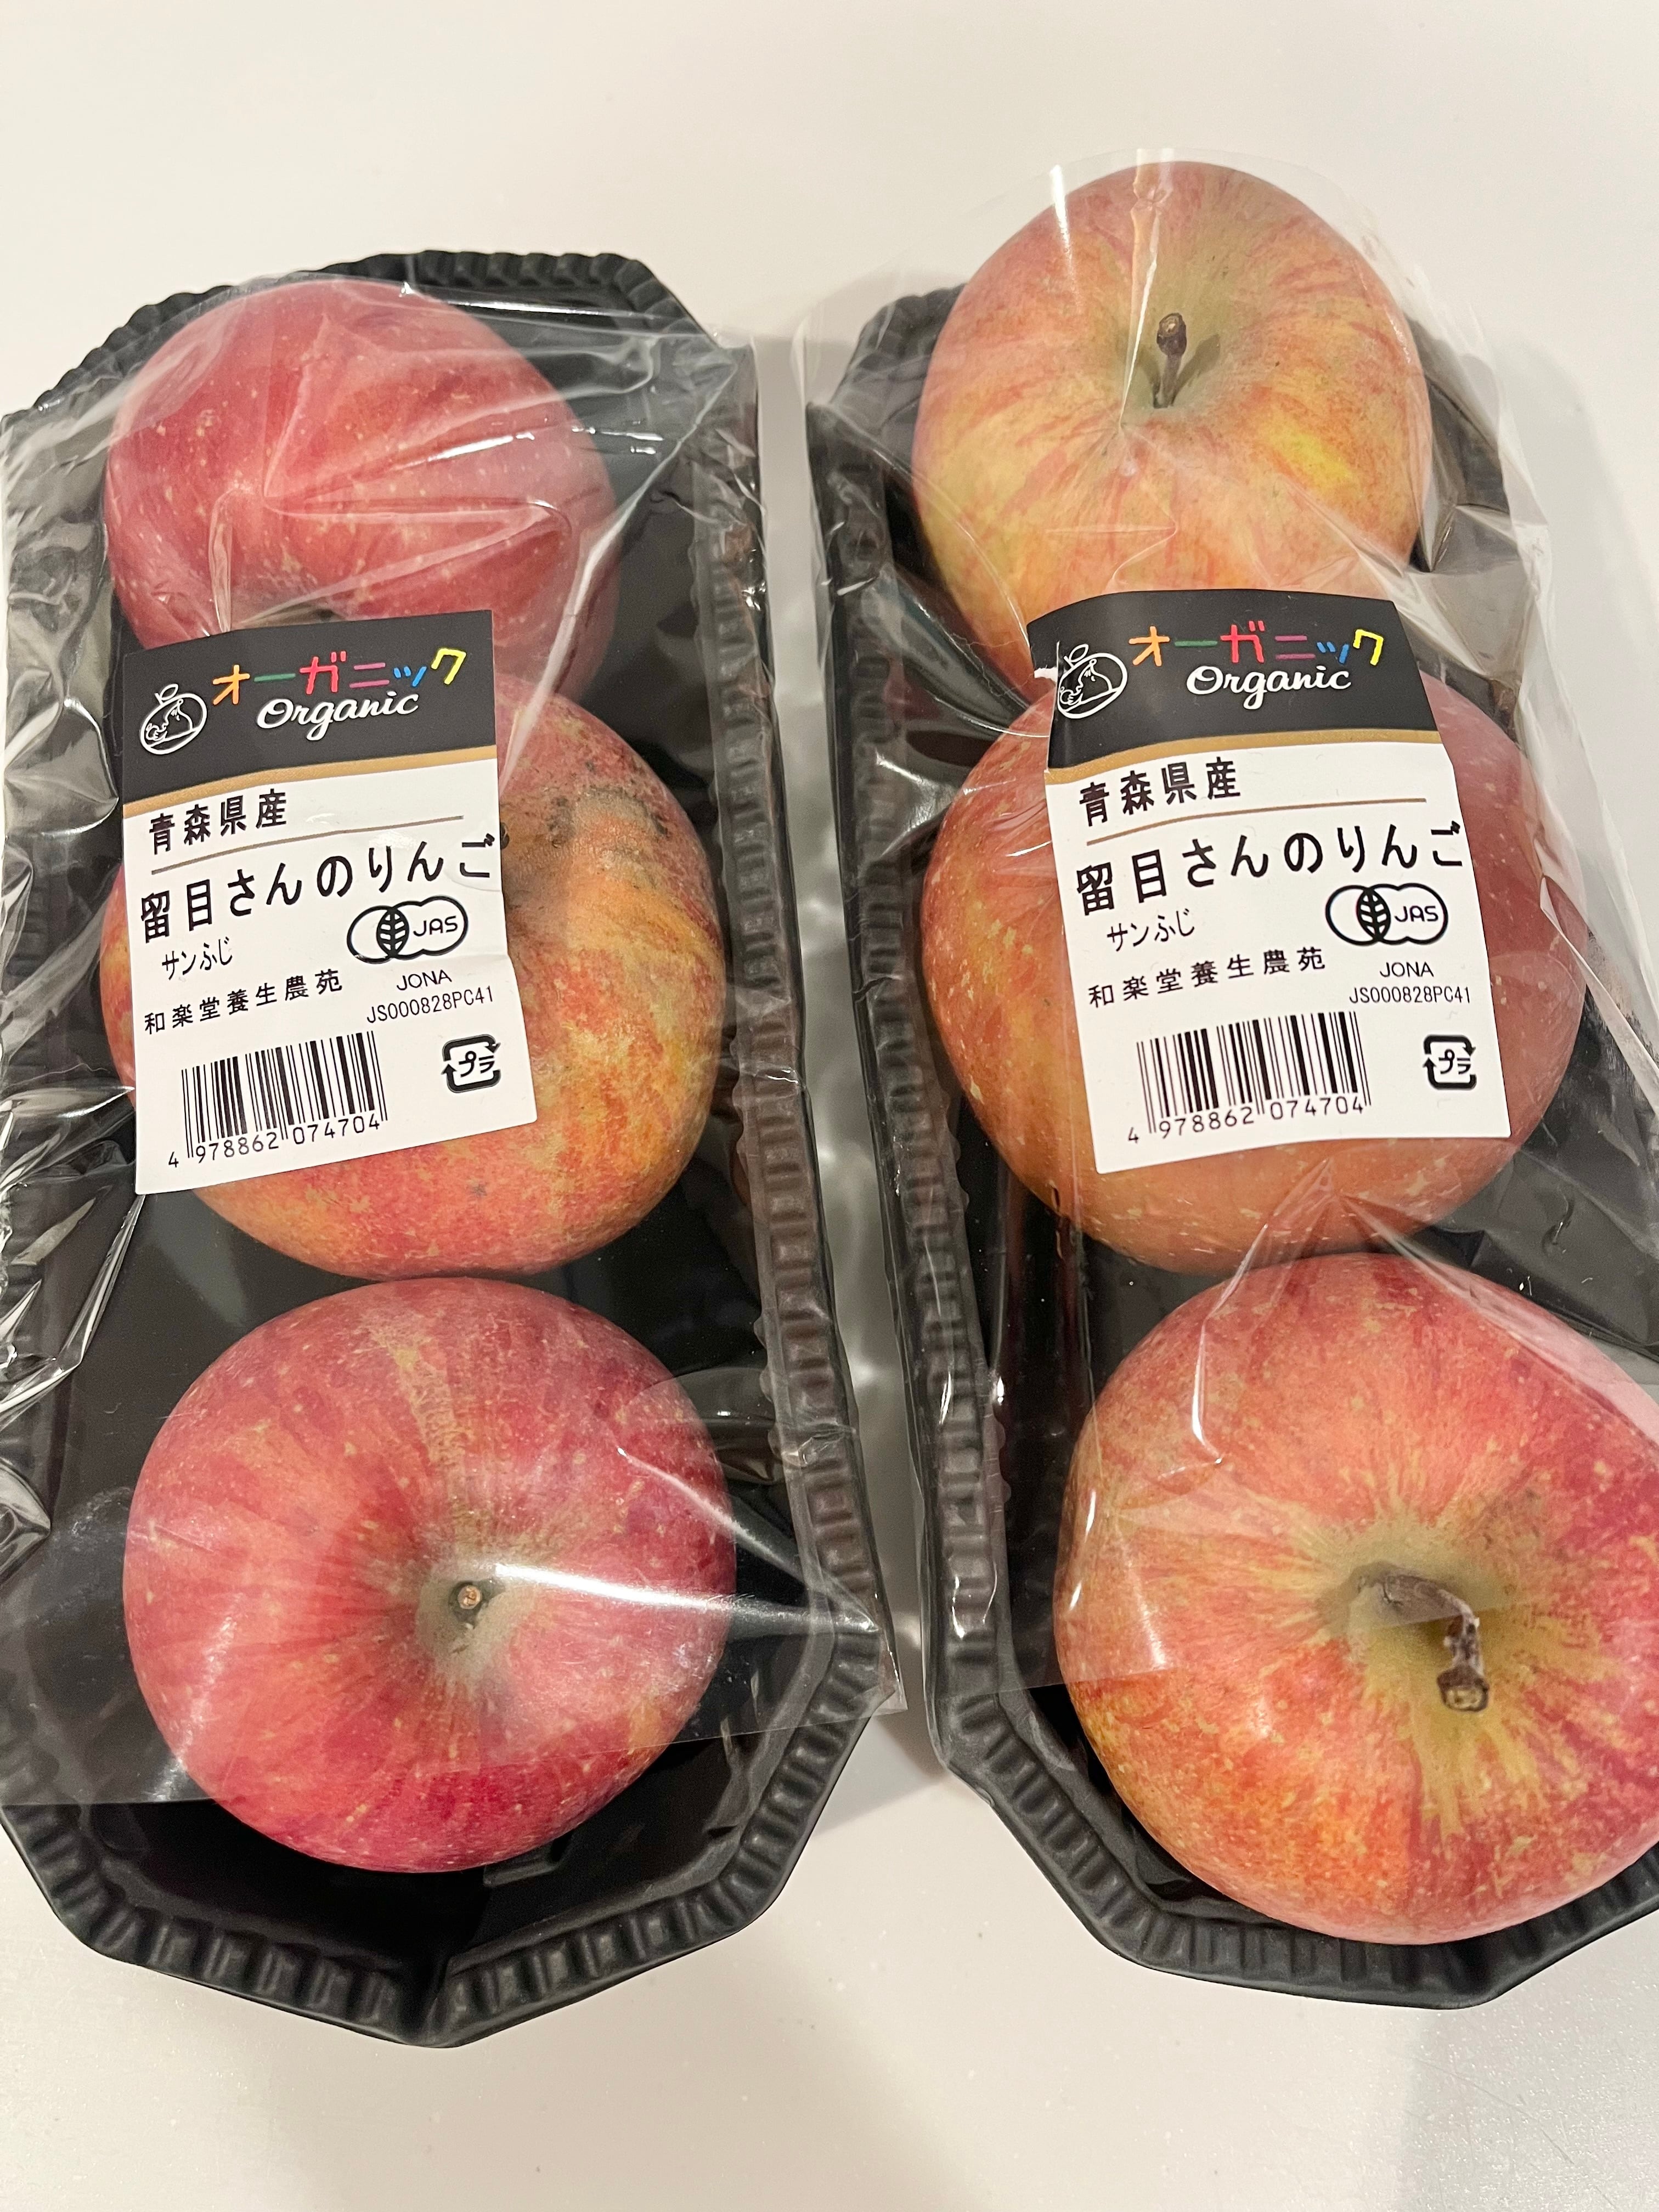 オーガニック
Organic
青森県産
留目さんのりんご
サンふじ
JAS
和楽堂養生農苑
JONA
JS000828PC41
プラ
4 978862 074704
オーガニック
Organic
青森県産
留目さんのりんご
サンふじ
JAS
和楽堂養生農苑
JONA
JS000828PC41
プラ
4 978862 074704